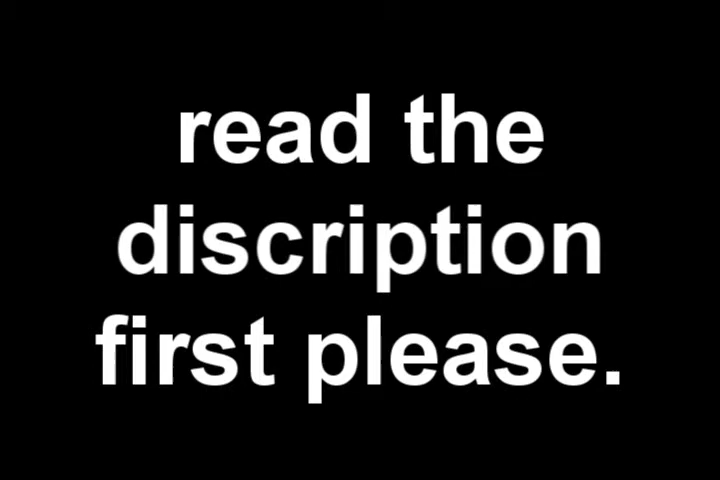 read the
discription
first please.